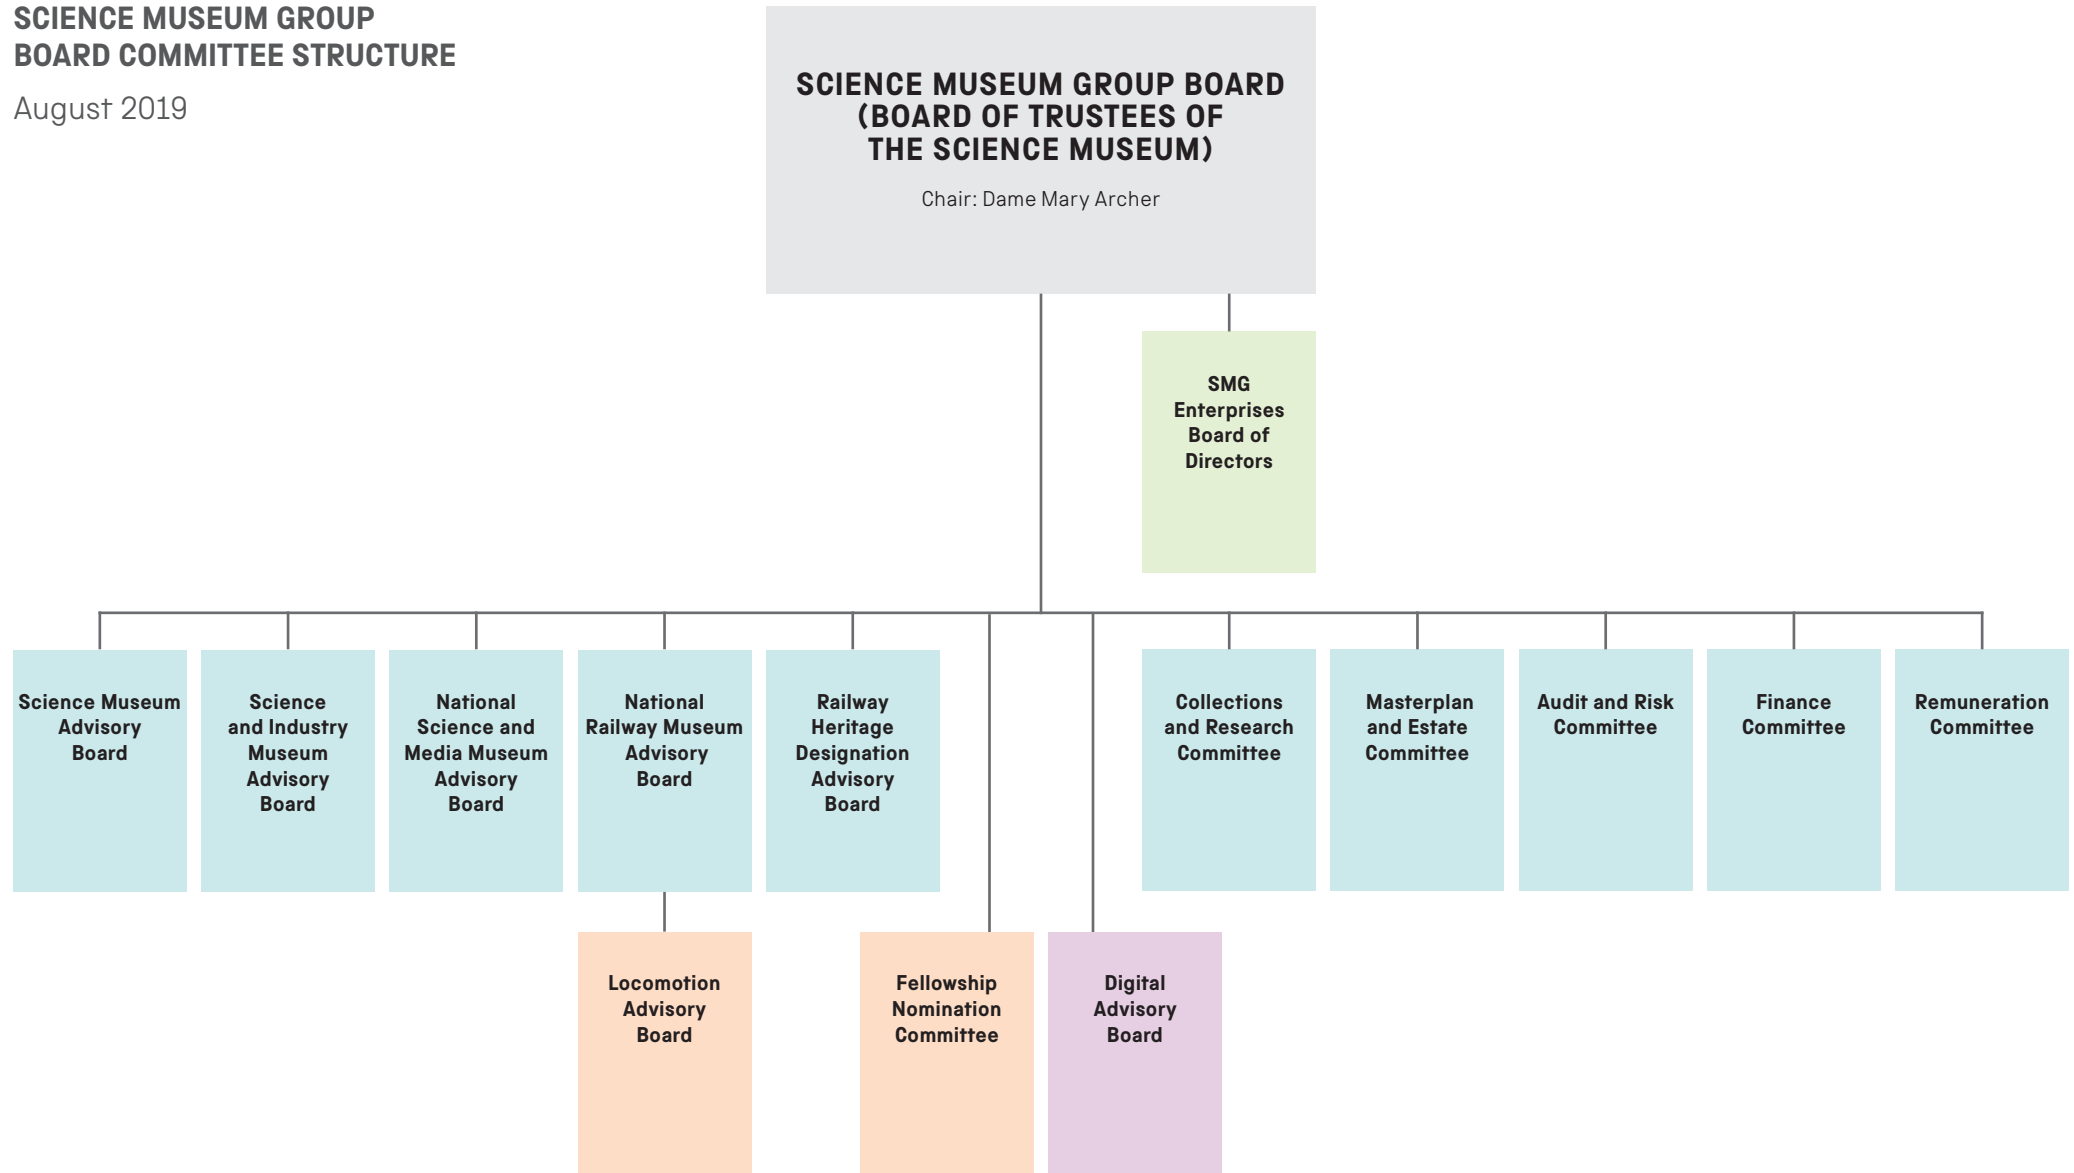 SCIENCE MUSEUM GROUP
BOARD COMMITTEE STRUCTURE
August 2019
SCIENCE MUSEUM GROUP BOARD
(BOARD OF TRUSTEES OF
THE SCIENCE MUSEUM)
Chair: Dame Mary Archer
SMG
Enterprises
Board of
Directors
Science Museum
Advisory
Board
Science
and Industry
Museum
Advisory
Board
National
Science and
Media Museum
Advisory
Board
National
Railway Museum
Advisory
Board
Railway
Heritage
Designation
Advisory
Board
Collections
and Research
Committee
Masterplan
and Estate
Committee
Audit and Risk
Committee
Finance
Committee
Remuneration
Committee
Locomotion
Advisory
Board
Fellowship
Nomination
Committee
Digital
Advisory
Board